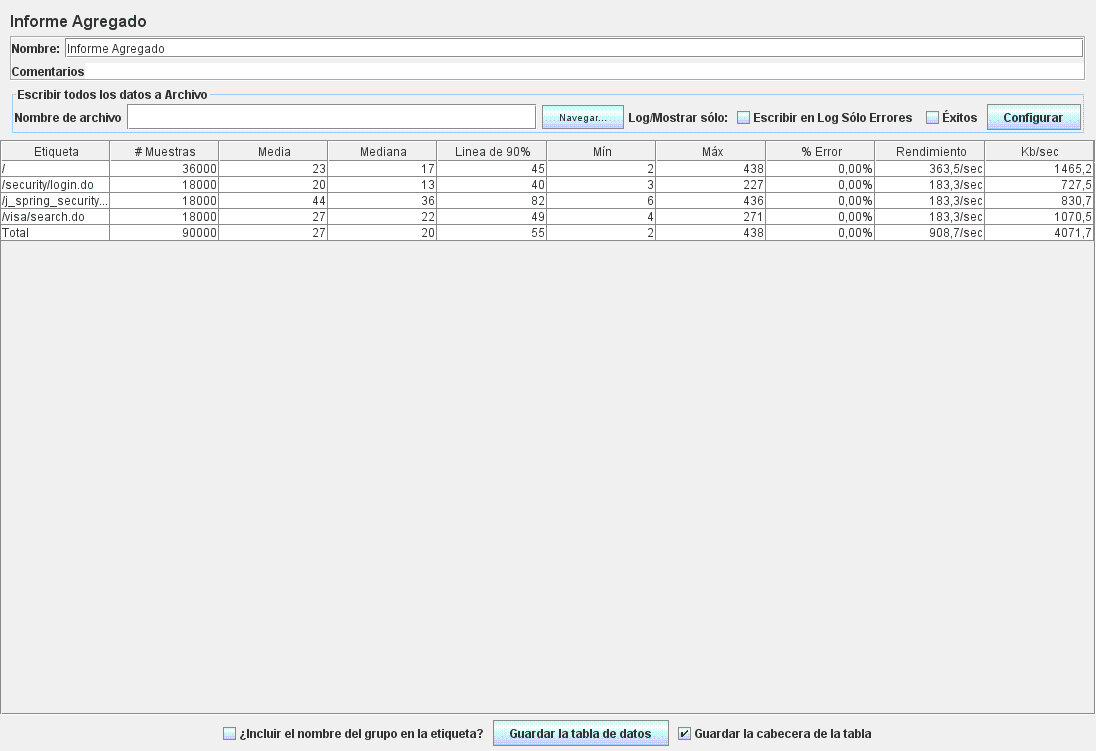 Informe Agregado
Nombre: Informe Agregado
Comentarios
Escribir todos los datos a Archivo
Nombre de archivo Navegar... Log/Mostrar sólo: Escribir en Log Sólo Errores Éxitos Configurar
Etiqueta # Muestras Media Mediana Linea de 90% Mín Máx % Error Rendimiento Kb/sec
/ 36000 23 17 45 2 438 0,00% 363,5/sec 1465,2
/security/login.do 18000 20 13 40 3 227 0,00% 183,3/sec 727,5
/j_spring_security... 18000 44 36 82 6 436 0,00% 183,3/sec 830,7
/visa/search.do 18000 27 22 49 4 271 0,00% 183,3/sec 1070,5
Total 90000 27 20 55 2 438 0,00% 908,7/sec 4071,7
¿Incluir el nombre del grupo en la etiqueta? Guardar la tabla de datos Guardar la cabecera de la tabla